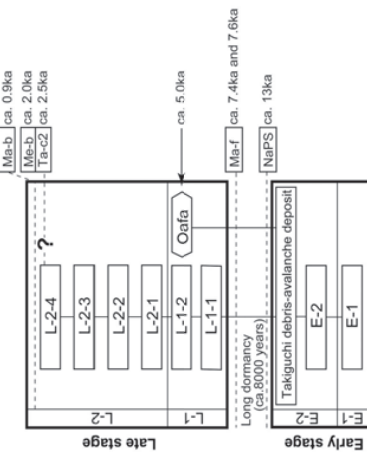 Ma-b ca. 0.9ka
Me-b ca. 2.0ka
Ta-c2 ca. 2.5ka
?
L-2-4
L-2-3
L-2-2
L-2-1
L-2
Oafa
ca. 5.0ka
L-1-2
L-1-1
L-1
Late stage
Ma-f ca. 7.4ka and 7.6ka
Long dormancy
(ca.8000 years)
NaPS ca. 13ka
Takiguchi debris-avalanche deposit
E-2
E-2
E-1
E-1
Early stage